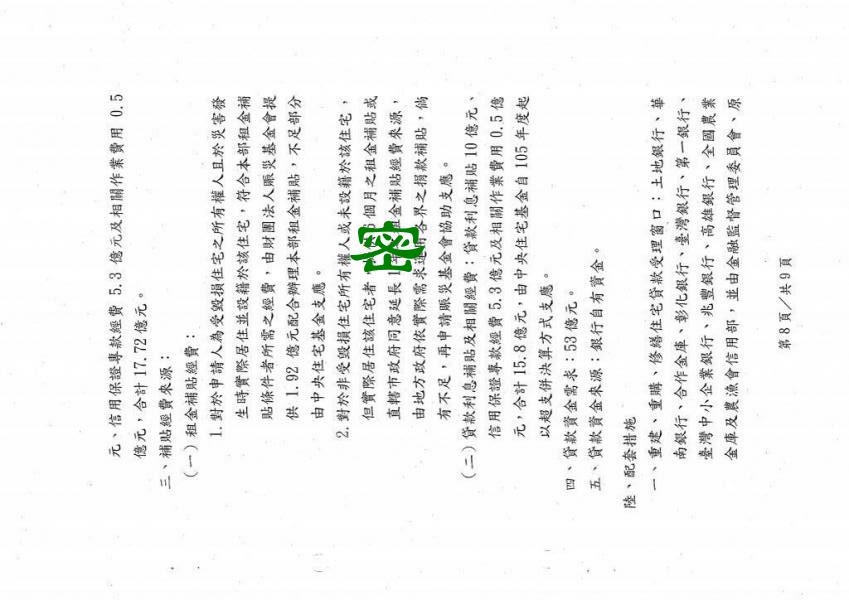 元、信用保證專款經費 5.3 億元及相關作業費用 0.5
億元，合計 17.72 億元。
三、補貼經費來源：
（一）租金補貼經費：
1. 對於申請人為受毀損住宅之所有權人且於災害發
生時實際居住並設籍於該住宅，符合本部租金補
貼條件者所需之經費，由財團法人賑災基金會提
供 1.92 億元配合辦理本部租金補貼，不足部分
由中央住宅基金支應。
2. 對於非受毀損住宅所有權人或未設籍於該住宅，
但實際居住該住宅者 個月之租金補貼或
直轄市政府同意延長 1 租金補貼經費來源，
由地方政府依實際需求運用各界之捐款補貼，倘
有不足，再申請賑災基金會協助支應。
（二）貸款利息補貼及相關經費：貸款利息補貼 10 億元、
信用保證專款經費 5.3 億元及相關作業費用 0.5 億
元，合計 15.8 億元，由中央住宅基金自 105 年度起
以超支併決算方式支應。
四、貸款資金需求：53 億元。
五、貸款資金來源：銀行自有資金。
陸、配套措施
一、重建、重購、修繕住宅貸款受理窗口：土地銀行、華
南銀行、合作金庫、彰化銀行、臺灣銀行、第一銀行、
臺灣中小企業銀行、兆豐銀行、高雄銀行、全國農業
金庫及農漁會信用部，並由金融監督管理委員會、原
第 8 頁／共 9 頁
密